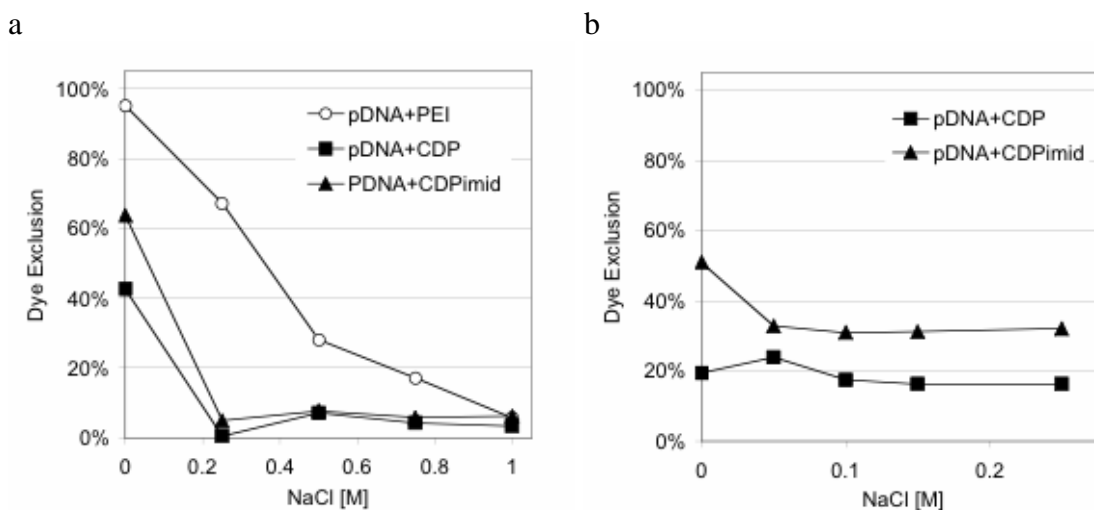 a
100%
80%
60%
40%
20%
0%
Dye Exclusion
pDNA+PEI
pDNA+CDP
PDNA+CDPimid
0 0.2 0.4 0.6 0.8 1
NaCl [M]
b
100%
80%
60%
40%
20%
0%
Dye Exclusion
pDNA+CDP
pDNA+CDPimid
0 0.1 0.2
NaCl [M]